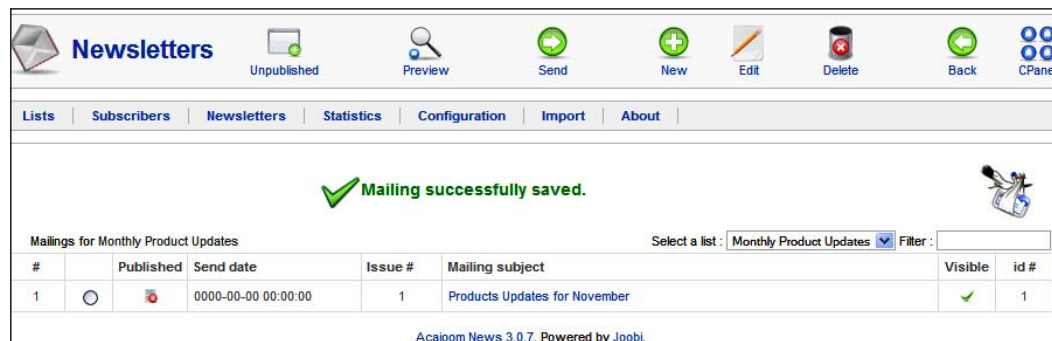 Newsletters
Unpublished
Preview
Send
New
Edit
Delete
Back
CPane
Lists
Subscribers
Newsletters
Statistics
Configuration
Import
About
Mailing successfully saved.
Mailings for Monthly Product Updates
Select a list : Monthly Product Updates Filter :
# Published Send date Issue # Mailing subject Visible id #
1 0000-00-00 00:00:00 1 Products Updates for November 1
Acajoom News 3.0.7. Powered by Joobi.